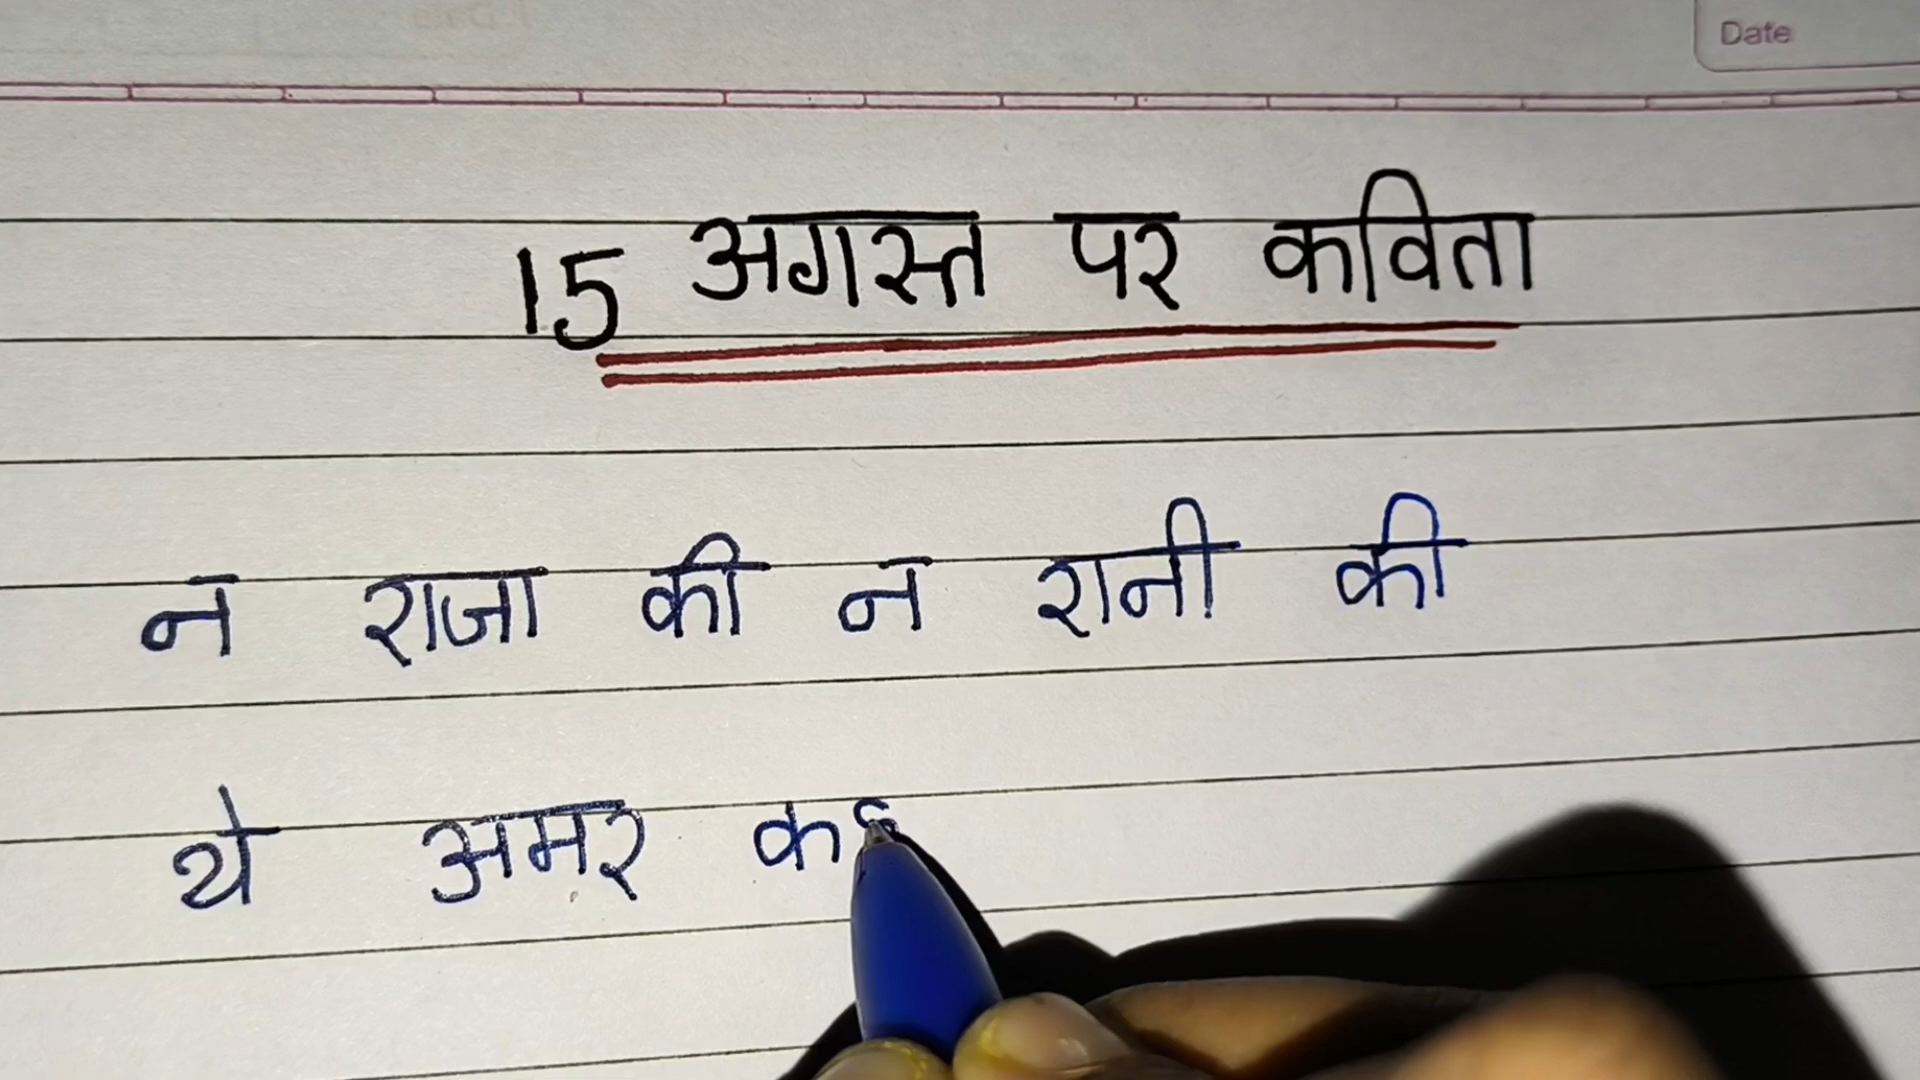 Date
15 अगस्त पर कविता
न राजा की न रानी की
ये अमर